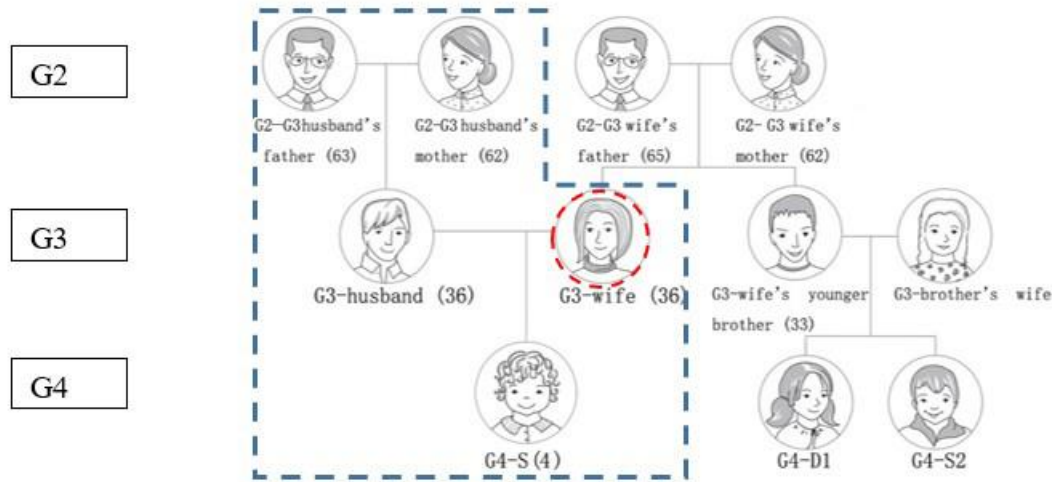 G2
G2—G3husband's
father (63)
G2-G3 husband's
mother (62)
G2-G3 wife's
father (65)
G2- G3 wife's
mother (62)
G3
G3-husband (36)
G3-wife (36)
G3-wife's younger
brother (33)
G3-brother's wife
G4
G4-S(4)
G4-D1
G4-S2